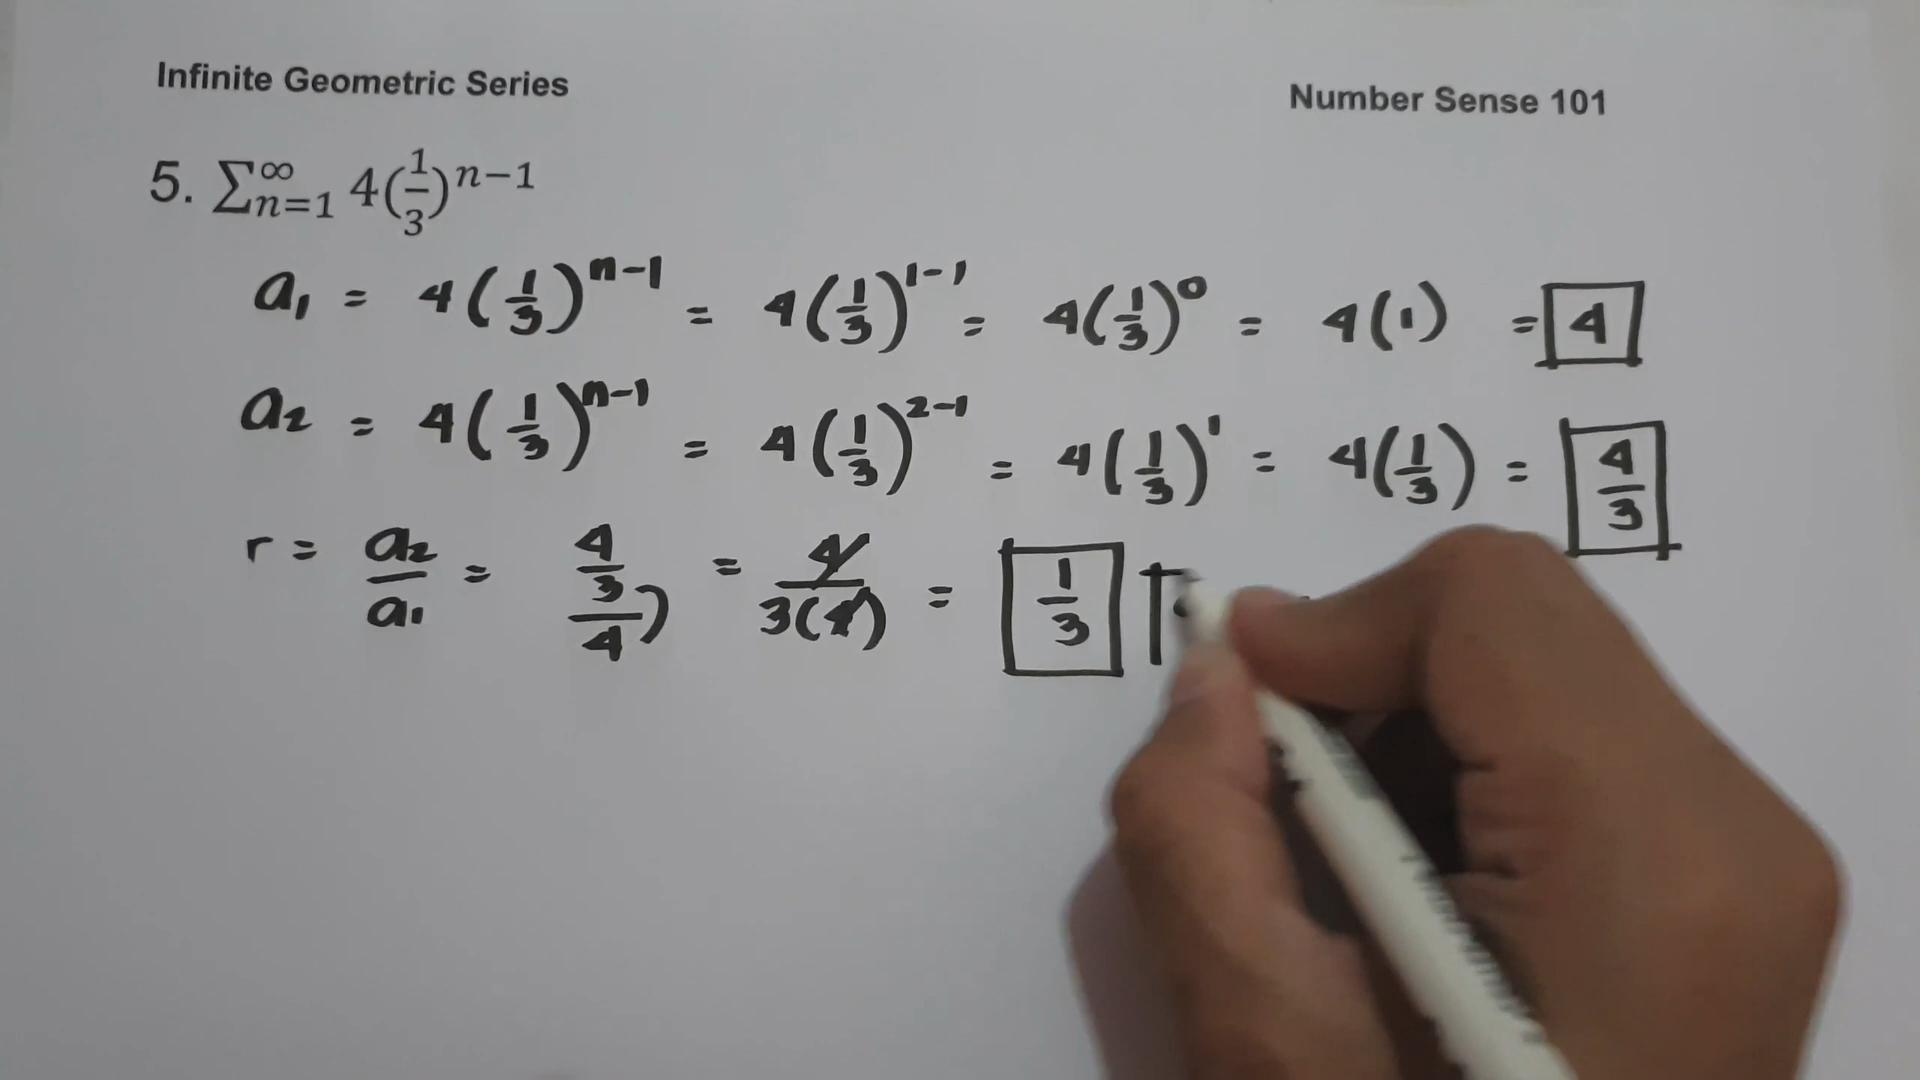 Infinite Geometric Series
Number Sense 101
5. ∑_{n=1}^{∞} 4(1/3)^{n−1}
a₁ = 4(1/3)^{n-1} = 4(1/3)^{1-1} = 4(1/3)^0 = 4(1) = 4
a₂ = 4(1/3)^{n-1} = 4(1/3)^{2-1} = 4(1/3)^1 = 4(1/3) = 4/3
r = a₂/a₁ = (4/3)/4 = 4/3(4) = 1/3